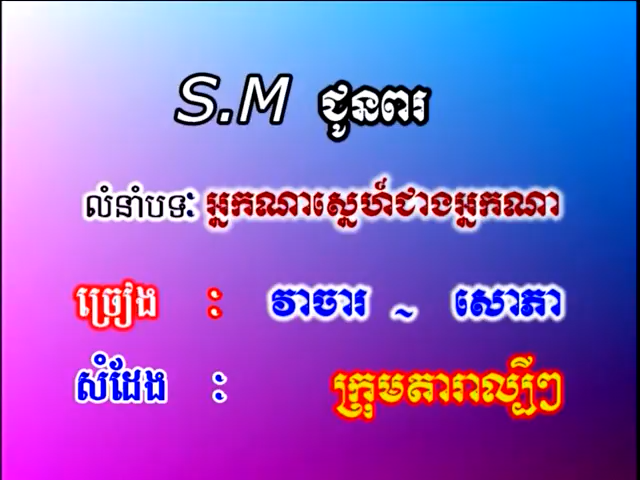 S.M ជូនពរ
លំនាំបទ: អ្នកណាស្នេហ៍ជាងអ្នកណា
ច្រៀង : វាចារ ~ សោភា
សំដែង : ក្រុមតារាល្បីៗ